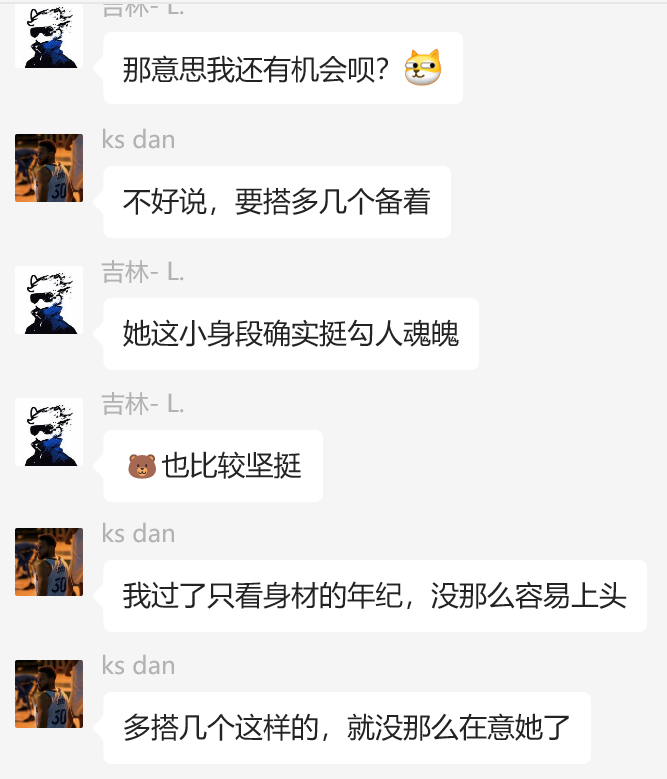 吉林- L.
那意思我还有机会呗？
ks dan
不好说，要搭多几个备着
吉林- L.
她这小身段确实挺勾人魂魄
吉林- L.
也比较坚挺
ks dan
我过了只看身材的年纪，没那么容易上头
ks dan
多搭几个这样的，就没那么在意她了
30
30
30